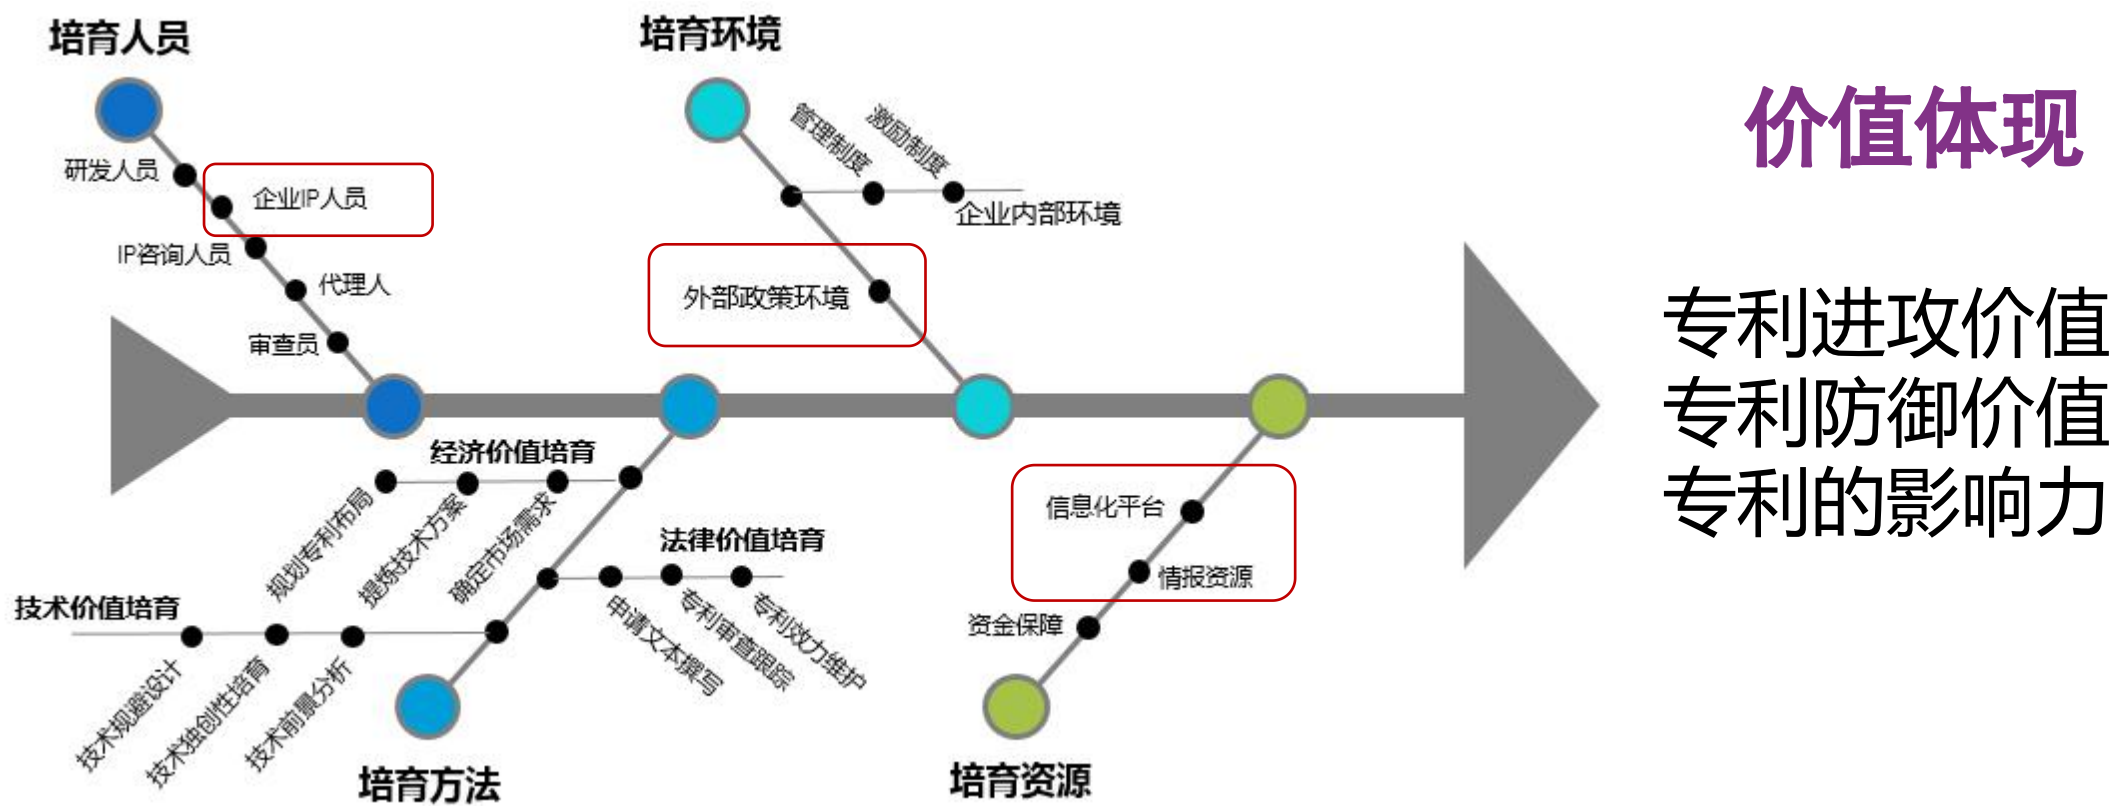 培育人员
研发人员
企业IP人员
IP咨询人员
代理人
审查员
培育环境
管理制度
激励制度
企业内部环境
外部政策环境
经济价值培育
规划专利布局
提炼技术方案
确定市场需求
法律价值培育
申请文本撰写
专利审查跟踪
专利效力维护
技术价值培育
技术规避设计
技术独创性培育
技术前景分析
培育方法
信息化平台
情报资源
资金保障
培育资源
价值体现
专利进攻价值
专利防御价值
专利的影响力